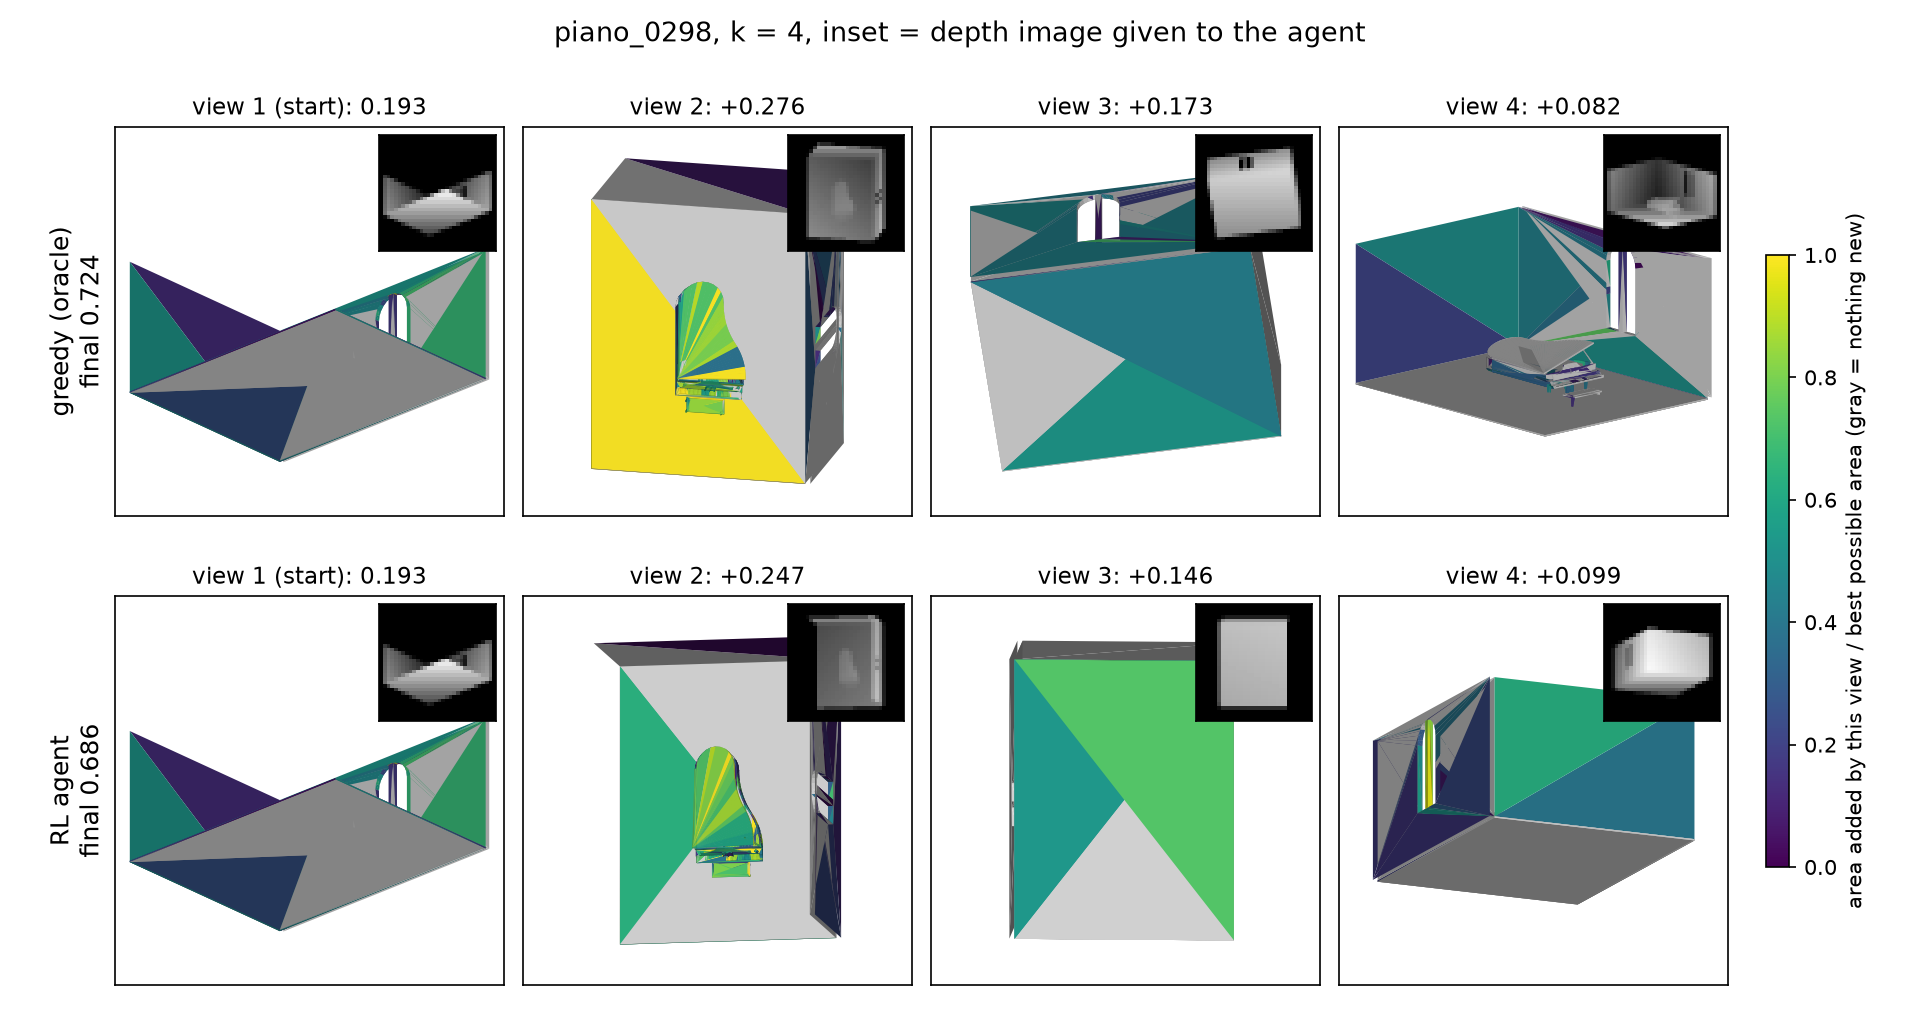 piano_0298, k = 4, inset = depth image given to the agent
view 1 (start): 0.193
view 2: +0.276
view 3: +0.173
view 4: +0.082
greedy (oracle)
final 0.724
view 1 (start): 0.193
view 2: +0.247
view 3: +0.146
view 4: +0.099
RL agent
final 0.686
1.0
0.8
0.6
0.4
0.2
0.0
area added by this view / best possible area (gray = nothing new)